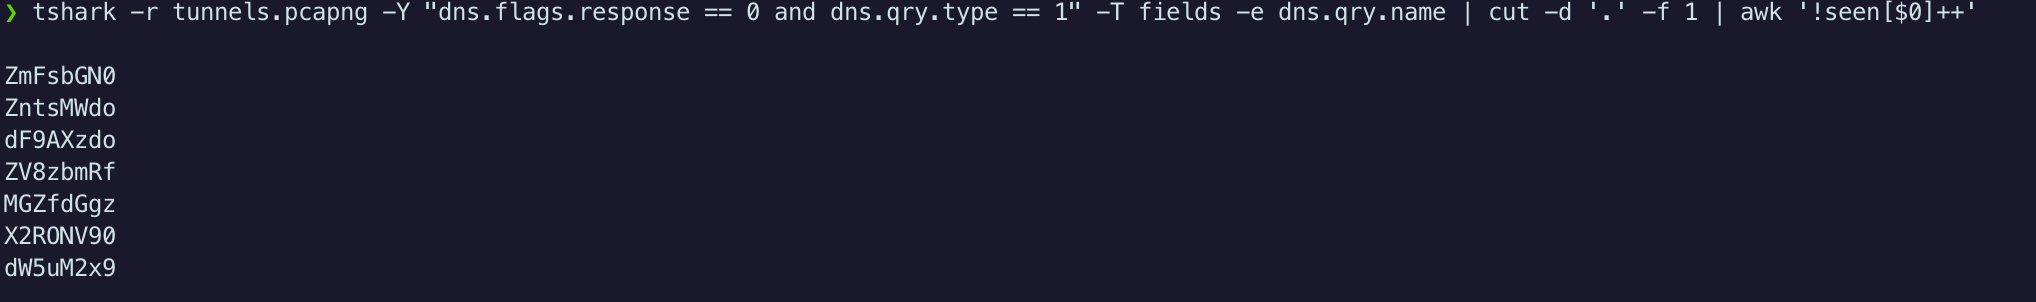 ❯ tshark -r tunnels.pcapng -Y "dns.flags.response == 0 and dns.qry.type == 1" -T fields -e dns.qry.name | cut -d '.' -f 1 | awk '!seen[$0]++'
ZmFsbGN0
ZntsMWdo
dF9AXzdo
ZV8zbmRf
MGZfdGgz
X2RONV90
dW5uM2x9